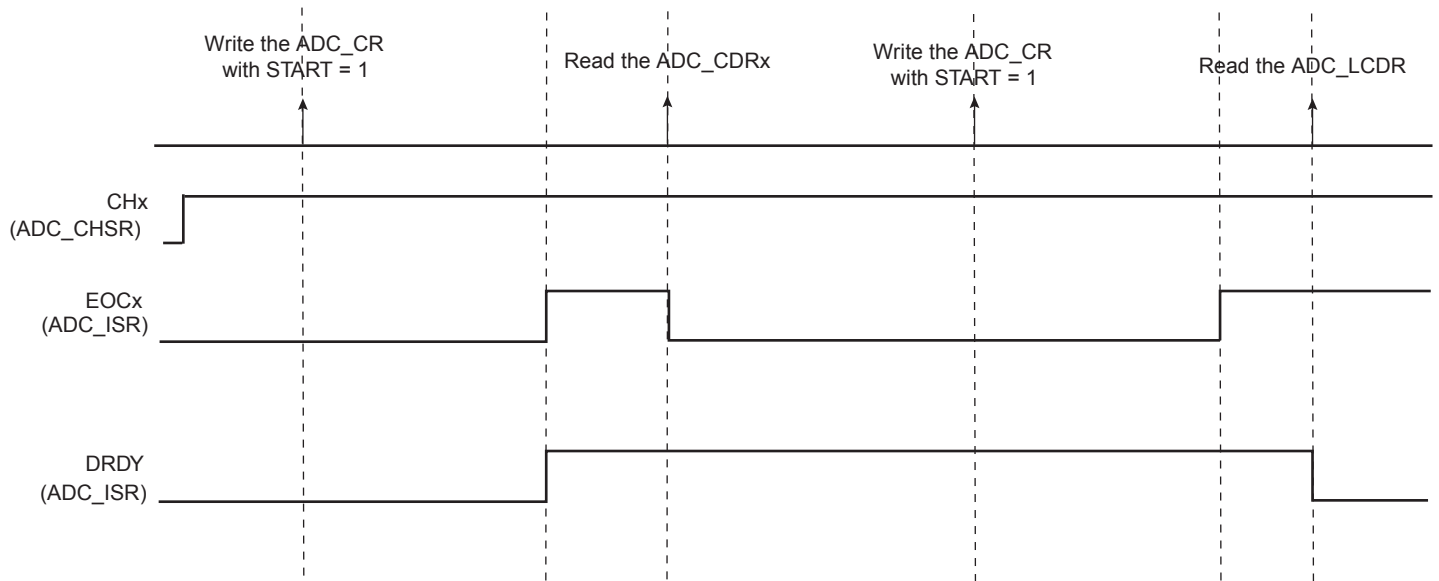 Write the ADC_CR
with START = 1
Read the ADC_CDRx
Write the ADC_CR
with START = 1
Read the ADC_LCDR
CHx
(ADC_CHSR)
EOCx
(ADC_ISR)
DRDY
(ADC_ISR)